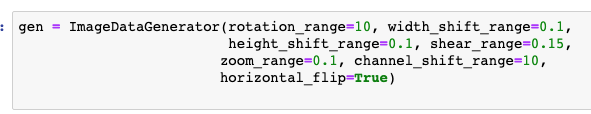 : gen = ImageDataGenerator(rotation_range=10, width_shift_range=0.1,
height_shift_range=0.1, shear_range=0.15,
zoom_range=0.1, channel_shift_range=10,
horizontal_flip=True)